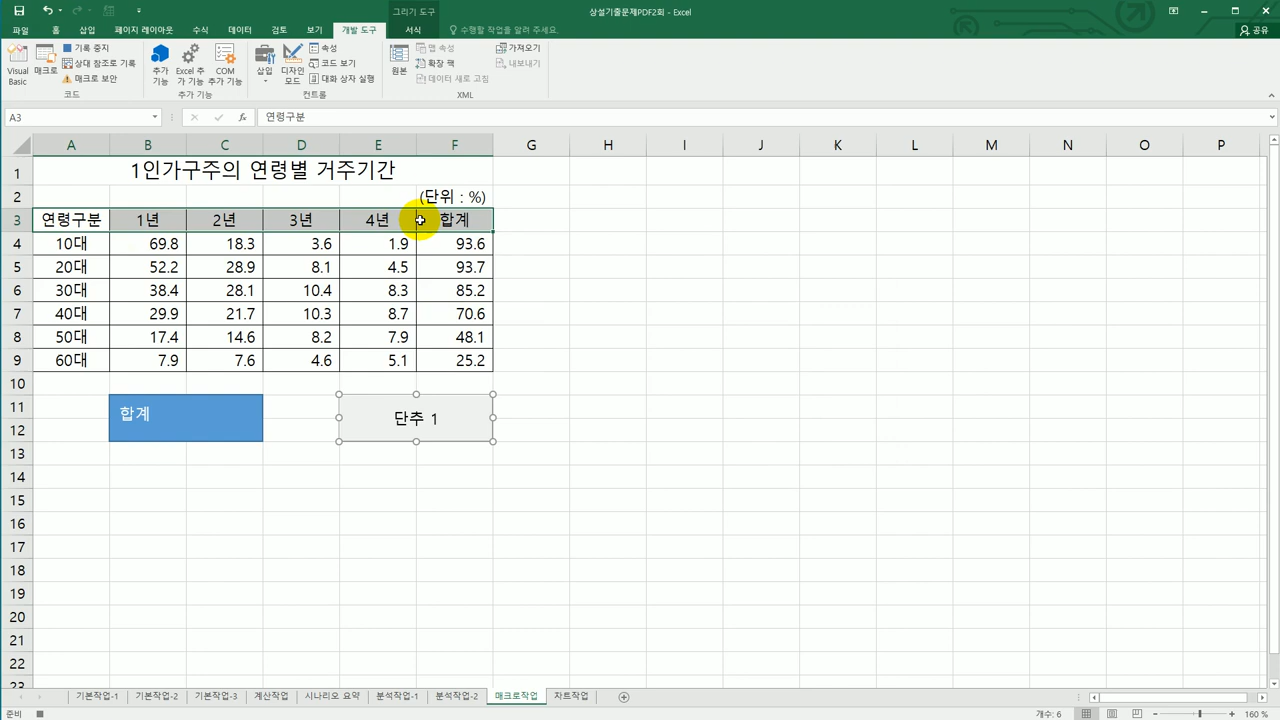 상설기출문제PDF2회 - Excel
그리기 도구
파일 홈 삽입 페이지 레이아웃 수식 데이터 검토 보기 개발 도구 서식 수행할 작업을 알려 주세요.
공유
Visual Basic
매크로
기록 중지
상대 참조로 기록
매크로 보안
코드
추가 기능
Excel 추가 기능
COM 추가 기능
추가 기능
삽입
디자인 모드
속성
코드 보기
대화 상자 실행
컨트롤
원본
맵 속성
확장 팩
데이터 새로 고침
가져오기
내보내기
XML
A3 fx 연령구분
A B C D E F G H I J K L M N O P
1 1인가구주의 연령별 거주기간
2 (단위 : %)
3 연령구분 1년 2년 3년 4년 합계
4 10대 69.8 18.3 3.6 1.9 93.6
5 20대 52.2 28.9 8.1 4.5 93.7
6 30대 38.4 28.1 10.4 8.3 85.2
7 40대 29.9 21.7 10.3 8.7 70.6
8 50대 17.4 14.6 8.2 7.9 48.1
9 60대 7.9 7.6 4.6 5.1 25.2
10
11 합계 단추 1
12
13
14
15
16
17
18
19
20
21
22
23
기본작업-1 기본작업-2 기본작업-3 계산작업 시나리오 요약 분석작업-1 분석작업-2 매크로작업 차트작업
준비 개수: 6 160 %